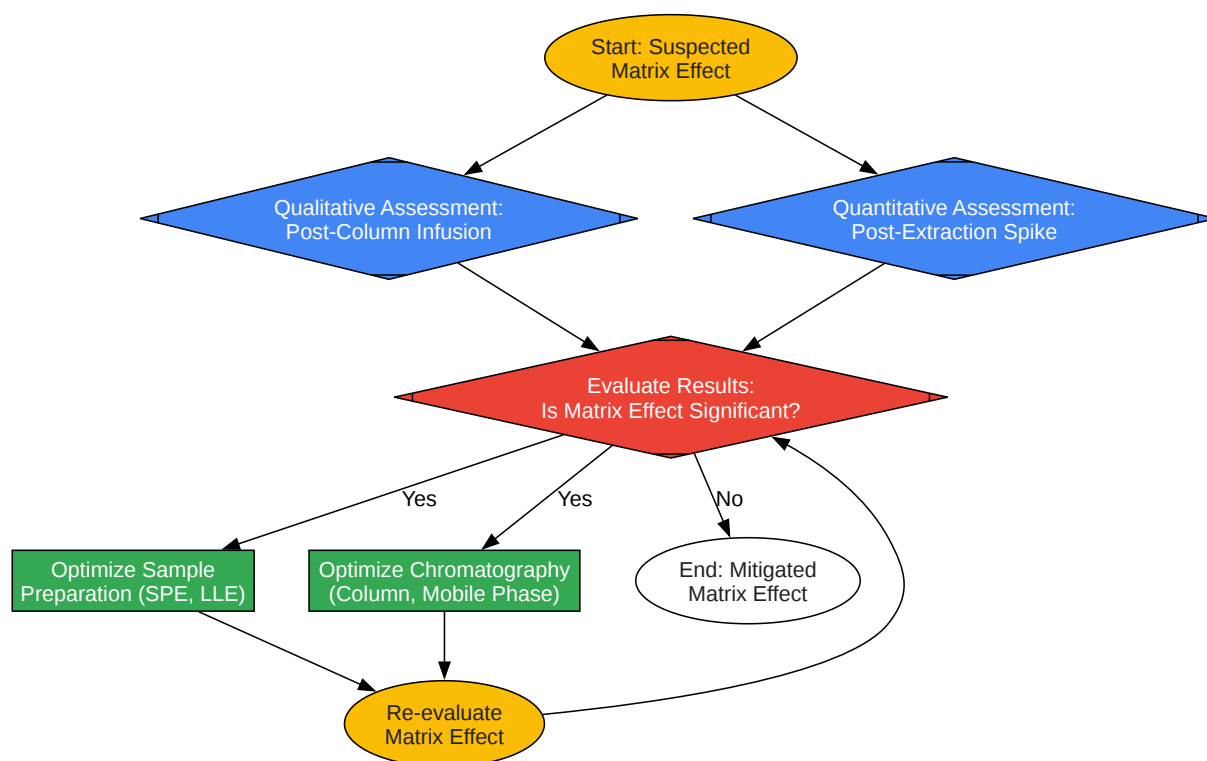 Start: Suspected
Matrix Effect
Qualitative Assessment:
Post-Column Infusion
Quantitative Assessment:
Post-Extraction Spike
Evaluate Results:
Is Matrix Effect Significant?
Yes
Yes
No
Optimize Sample
Preparation (SPE, LLE)
Optimize Chromatography
(Column, Mobile Phase)
End: Mitigated
Matrix Effect
Re-evaluate
Matrix Effect